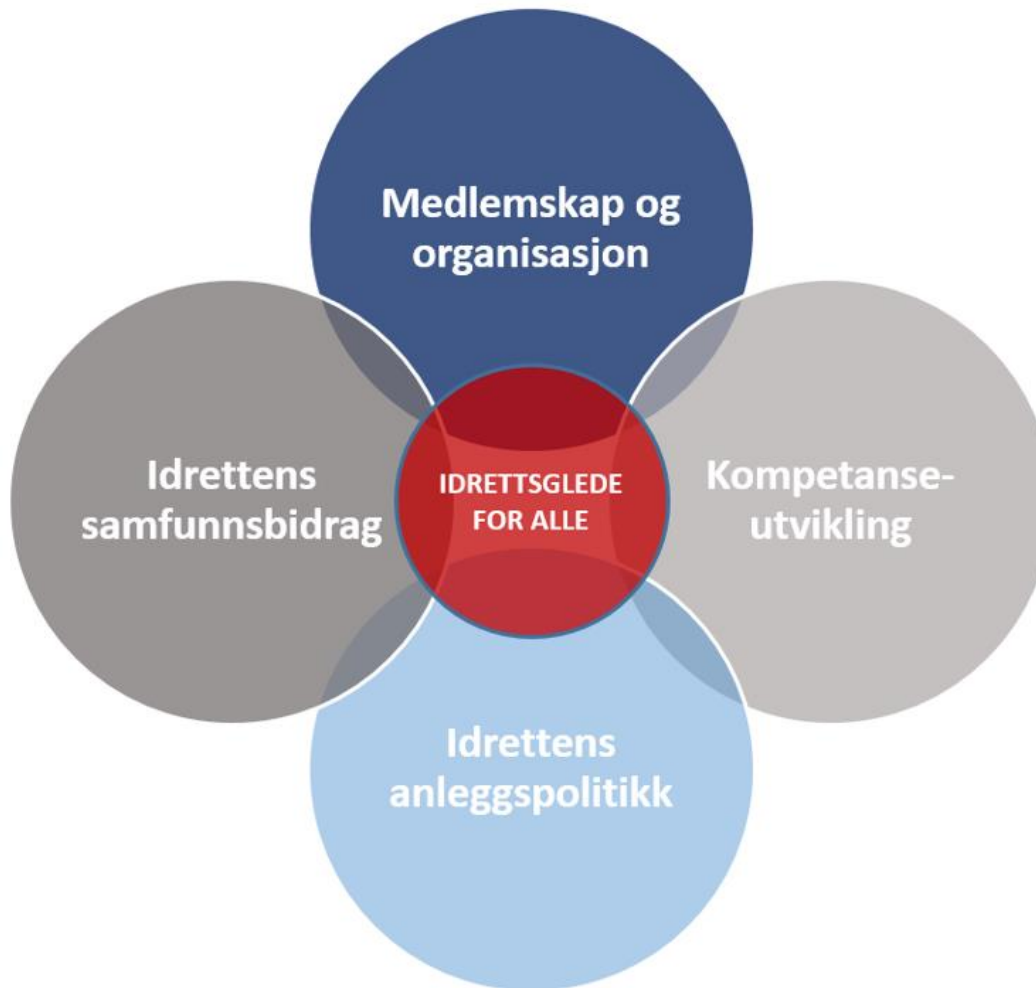 Medlemskap og
organisasjon
Idrettens
samfunnsbidrag
IDRETTSGLEDE
FOR ALLE
Kompetanse-
utvikling
Idrettens
anleggspolitikk